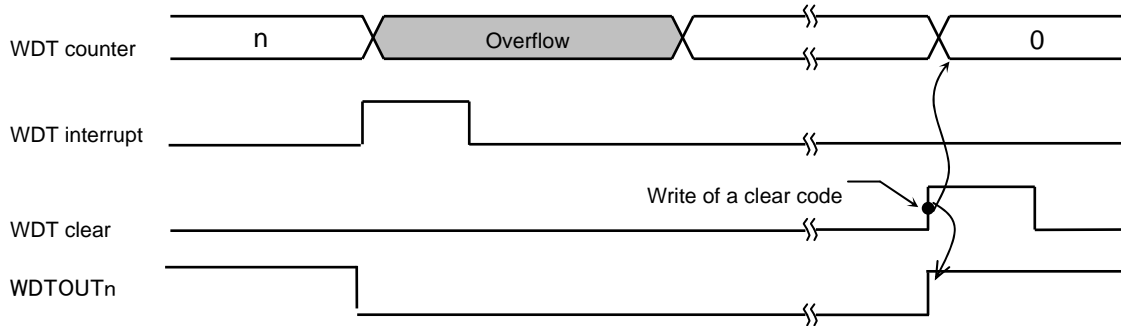 WDT counter
n
Overflow
0
WDT interrupt
Write of a clear code
WDT clear
WDTOUTn